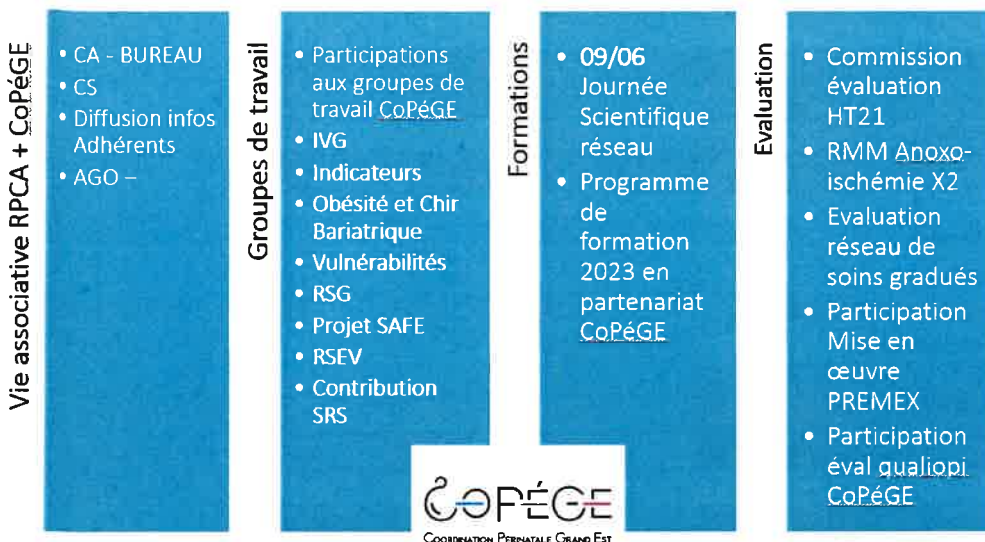 Vie associative RPCA + CoPéGE
• CA - BUREAU
• CS
• Diffusion infos
Adhérents
• AGO –
Groupes de travail
• Participations
aux groupes de
travail CoPéGE
• IVG
• Indicateurs
• Obésité et Chir
Bariatrique
• Vulnérabilités
• RSG
• Projet SAFE
• RSEV
• Contribution
SRS
Formations
• 09/06
Journée
Scientifique
réseau
• Programme
de
formation
2023 en
partenariat
CoPéGE
Evaluation
• Commission
évaluation
HT21
• RMM Anoxo-
ischémie X2
• Evaluation
réseau de
soins gradués
• Participation
Mise en
œuvre
PREMEX
• Participation
éval qualiopi
CoPéGE
COPÉGE
COORDINATION PERINATALE GRAND EST